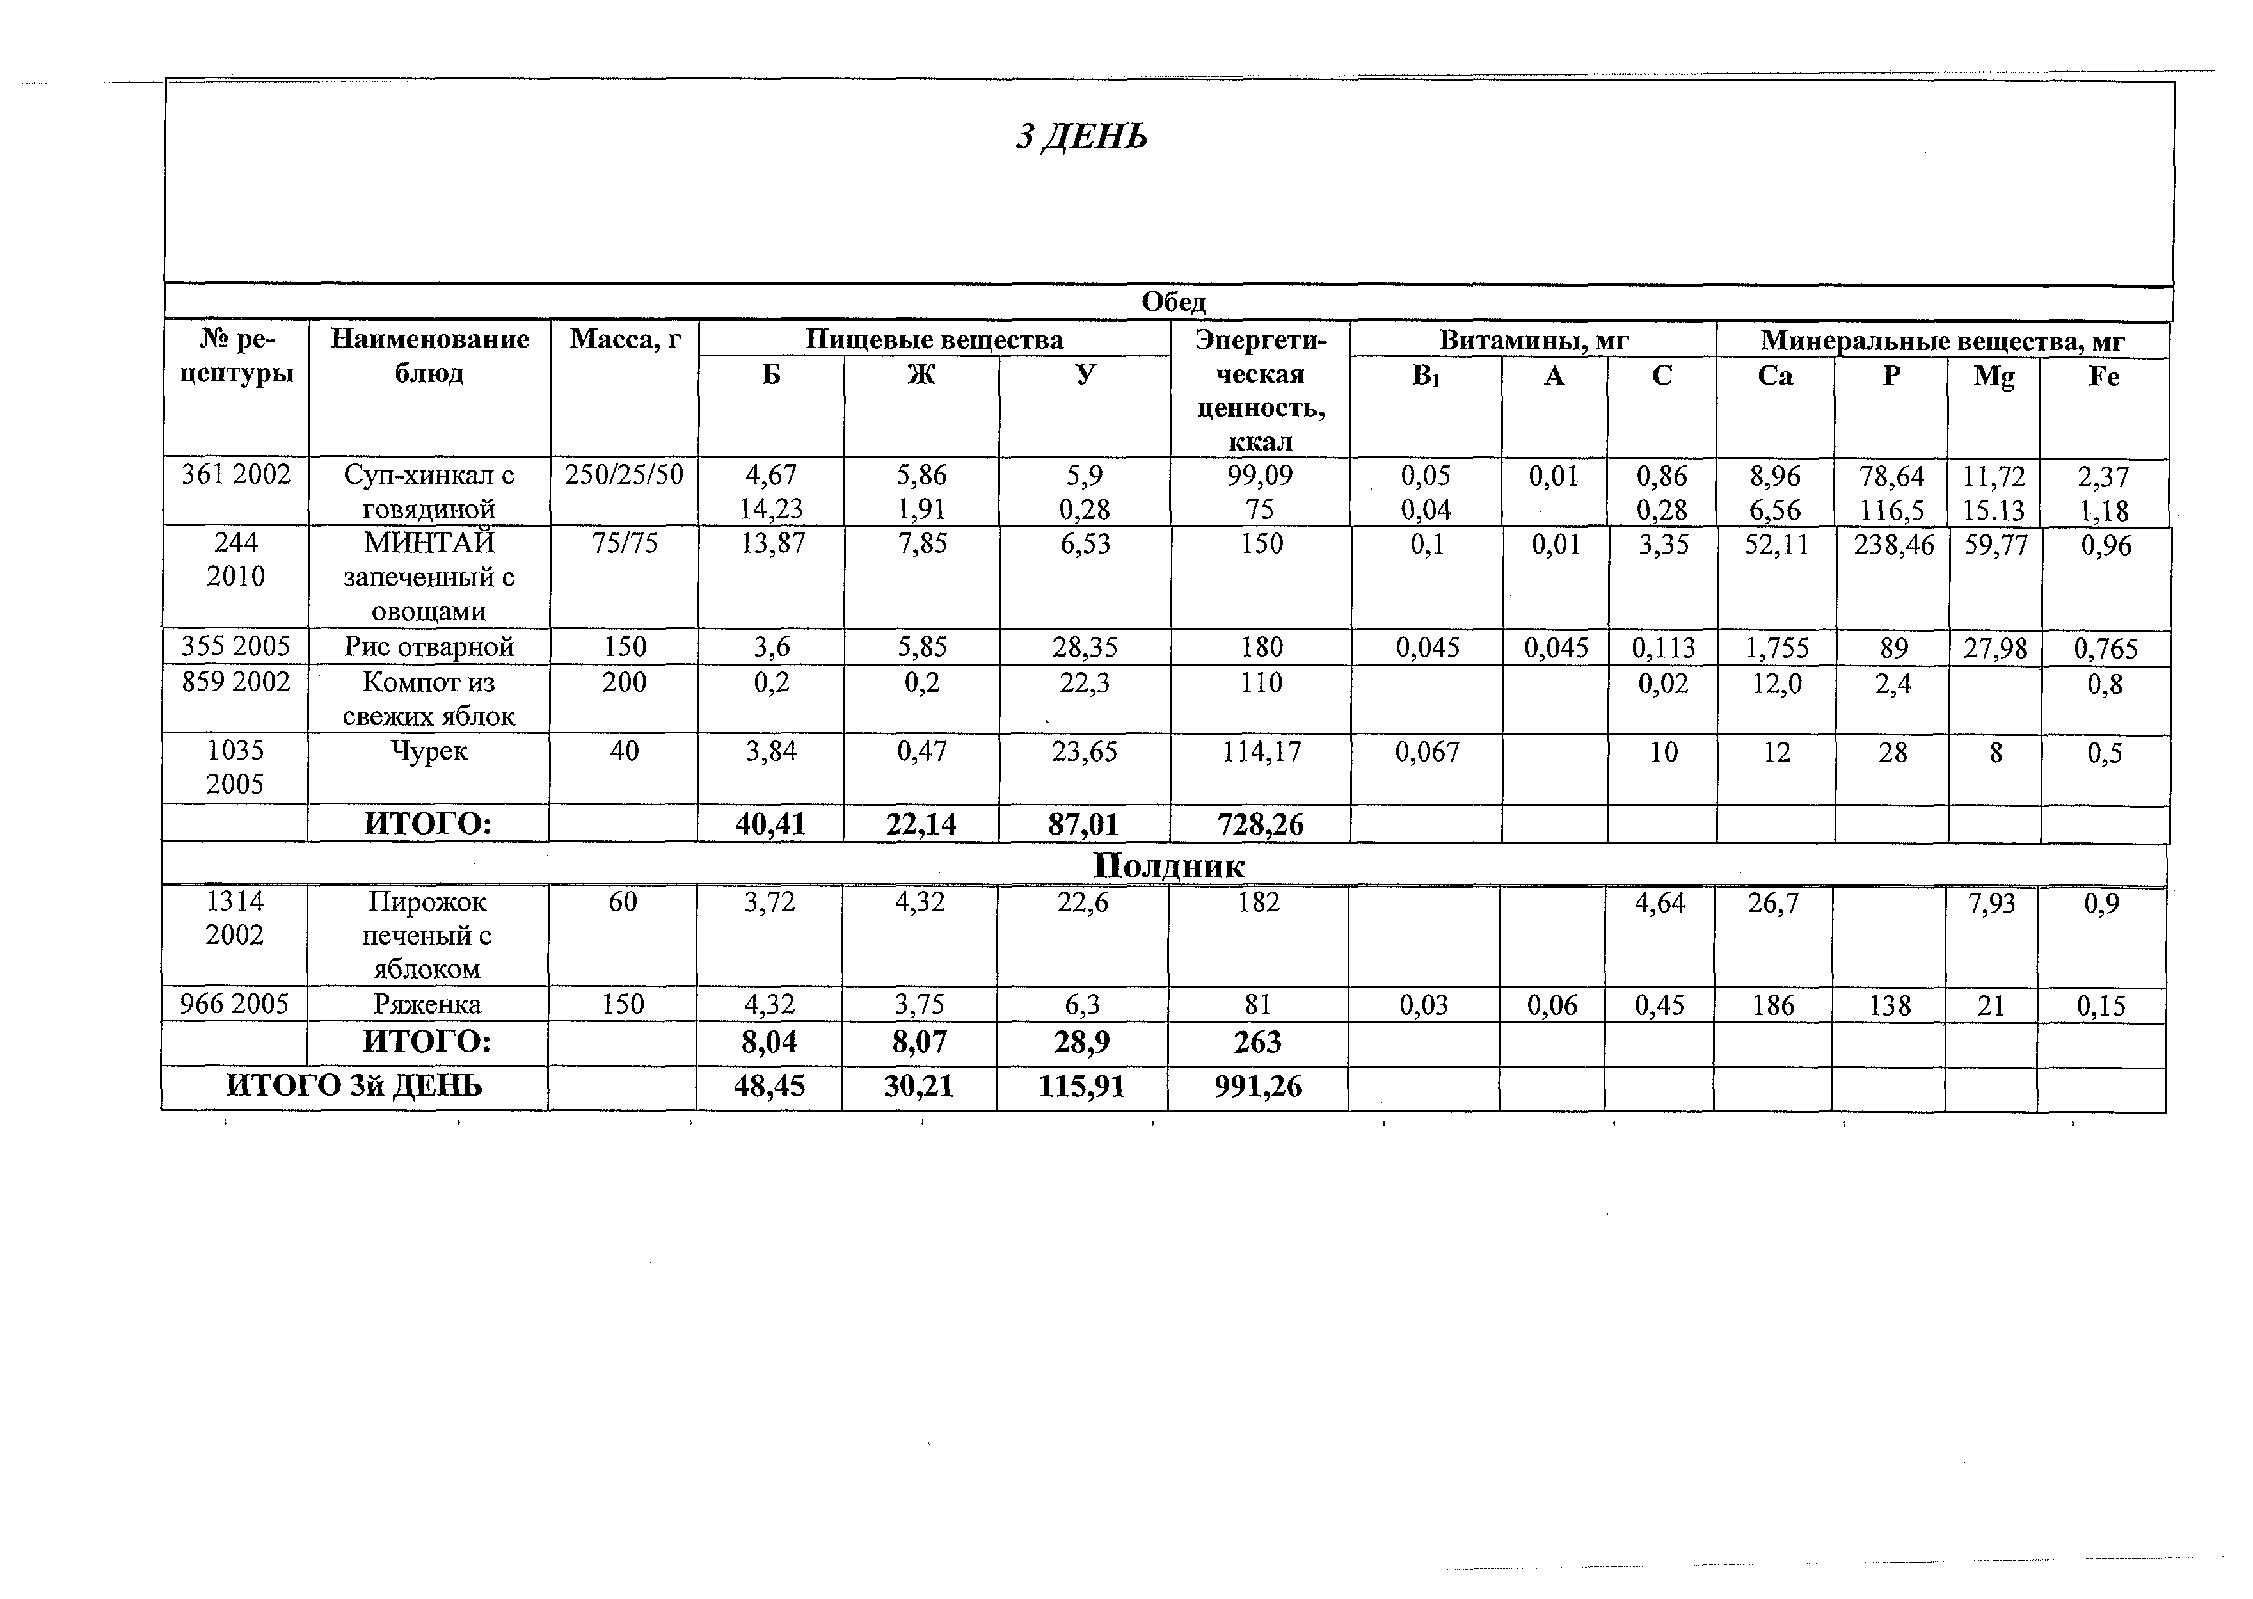 3 ДЕНЬ
Обед
№ ре- Наименование Масса, г Пищевые вещества Энергети- Витамины, мг Минеральные вещества, мг
цептуры блюд Б Ж У ческая B1 А С Ca P Mg Fe
ценность,
ккал
361 2002 Суп-хинкал с 250/25/50 4,67 5,86 5,9 99,09 0,05 0,01 0,86 8,96 78,64 11,72 2,37
говядиной 14,23 1,91 0,28 75 0,04 0,28 6,56 116,5 15.13 1,18
244 МИНТАЙ 75/75 13,87 7,85 6,53 150 0,1 0,01 3,35 52,11 238,46 59,77 0,96
2010 запеченный с
овощами
355 2005 Рис отварной 150 3,6 5,85 28,35 180 0,045 0,045 0,113 1,755 89 27,98 0,765
859 2002 Компот из 200 0,2 0,2 22,3 110 0,02 12,0 2,4 0,8
свежих яблок
1035 Чурек 40 3,84 0,47 23,65 114,17 0,067 10 12 28 8 0,5
2005
ИТОГО: 40,41 22,14 87,01 728,26
Полдник
1314 Пирожок 60 3,72 4,32 22,6 182 4,64 26,7 7,93 0,9
2002 печеный с
яблоком
966 2005 Ряженка 150 4,32 3,75 6,3 81 0,03 0,06 0,45 186 138 21 0,15
ИТОГО: 8,04 8,07 28,9 263
ИТОГО 3й ДЕНЬ 48,45 30,21 115,91 991,26